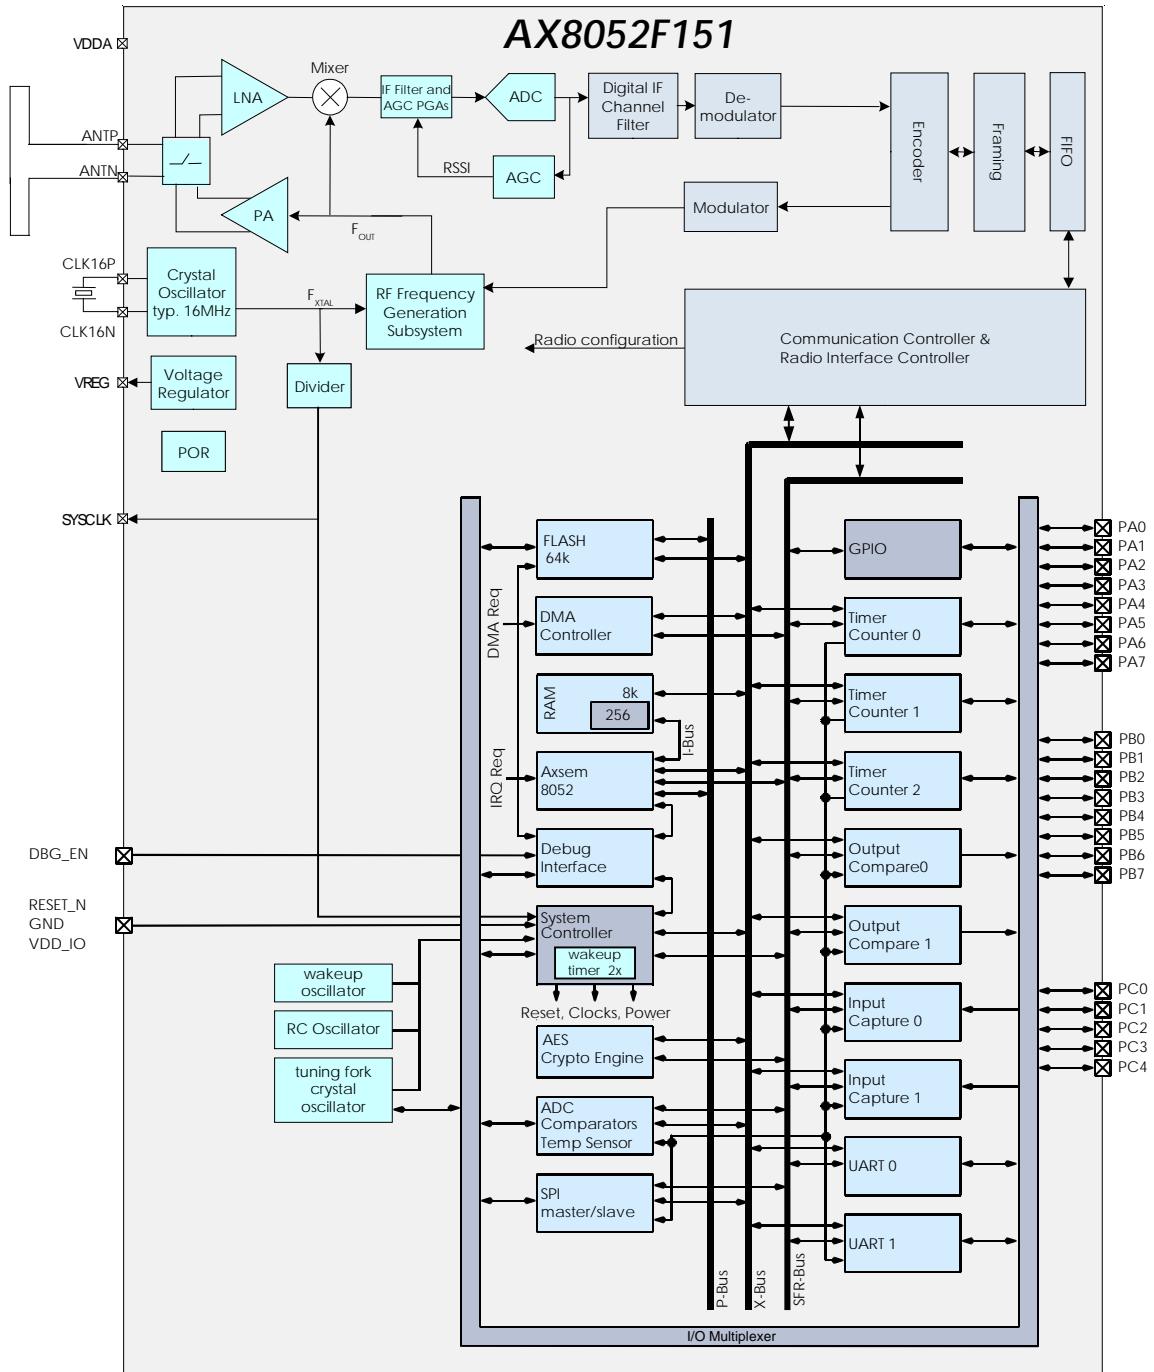 AX8052F151
VDDA
Mixer
LNA
IF Filter and
AGC PGAs
ADC
Digital IF
Channel
Filter
De-
modulator
Encoder
Framing
FIFO
ANTP
ANTN
RSSI
AGC
PA
FOUT
Modulator
CLK16P
CLK16N
Crystal
Oscillator
typ. 16MHz
FXTAL
RF Frequency
Generation
Subsystem
Radio configuration
Communication Controller &
Radio Interface Controller
VREG
Voltage
Regulator
Divider
POR
SYSCLK
FLASH
64k
GPIO
DMA Req
DMA
Controller
Timer
Counter 0
RAM
8k
256
I-Bus
Timer
Counter 1
IRQ Req
Axsem
8052
Timer
Counter 2
DBG_EN
Debug
Interface
Output
Compare0
RESET_N
GND
VDD_IO
System
Controller
wakeup
timer 2x
Output
Compare 1
wakeup
oscillator
RC Oscillator
tuning fork
crystal
oscillator
Reset, Clocks, Power
AES
Crypto Engine
Input
Capture 0
Input
Capture 1
ADC
Comparators
Temp Sensor
UART 0
SPI
master/slave
UART 1
P-Bus
X-Bus
SFR-Bus
I/O Multiplexer
PA0
PA1
PA2
PA3
PA4
PA5
PA6
PA7
PB0
PB1
PB2
PB3
PB4
PB5
PB6
PB7
PC0
PC1
PC2
PC3
PC4